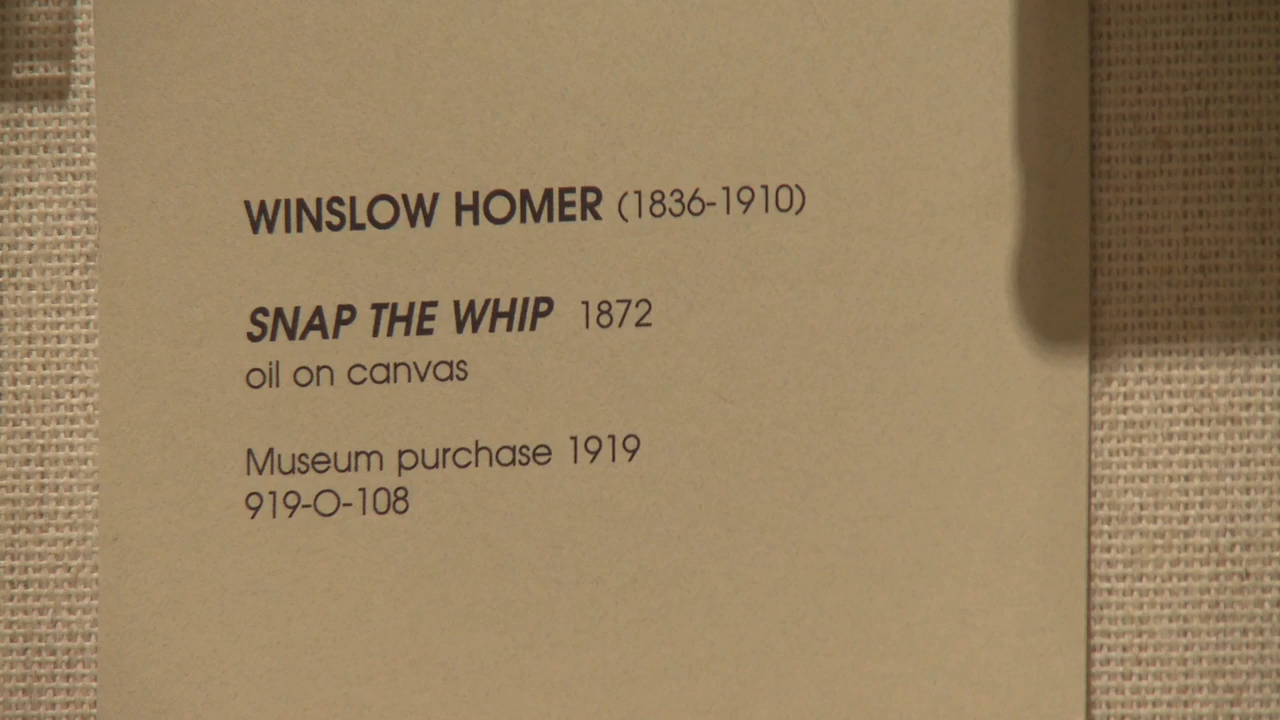 WINSLOW HOMER (1836-1910)
SNAP THE WHIP 1872
oil on canvas
Museum purchase 1919
919-O-108